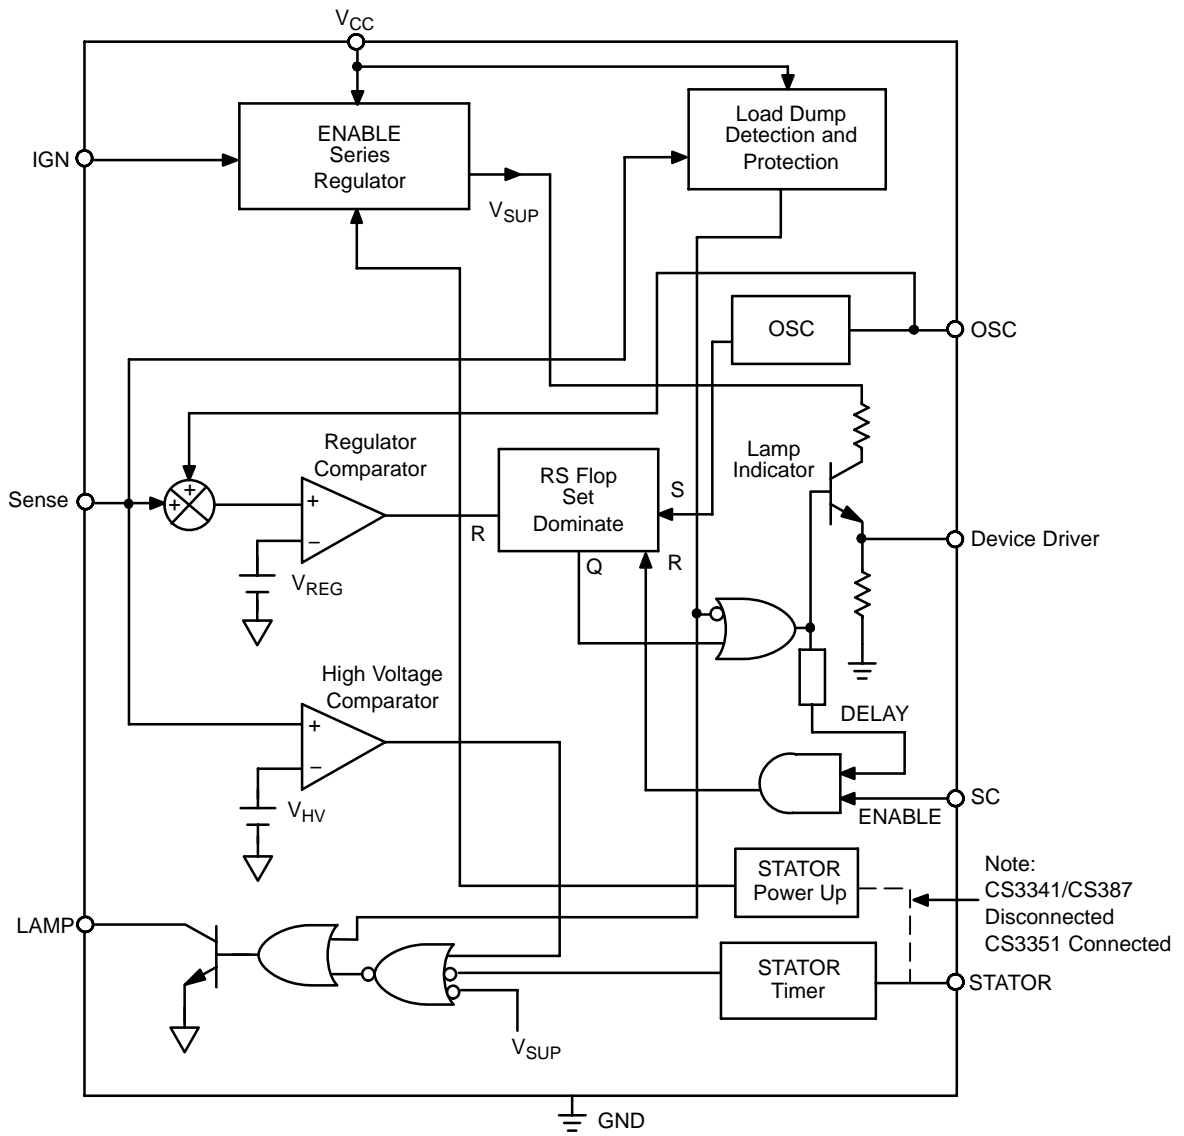 VCC
IGN
ENABLE
Series
Regulator
VSUP
Load Dump
Detection and
Protection
OSC
OSC
Regulator
Comparator
Lamp
Indicator
Sense
+
+
+
−
VREG
R
RS Flop
Set
Dominate
S
R
Q
Device Driver
High Voltage
Comparator
+
−
VHV
DELAY
SC
ENABLE
STATOR
Power Up
Note:
CS3341/CS387
Disconnected
CS3351 Connected
LAMP
STATOR
Timer
STATOR
VSUP
GND